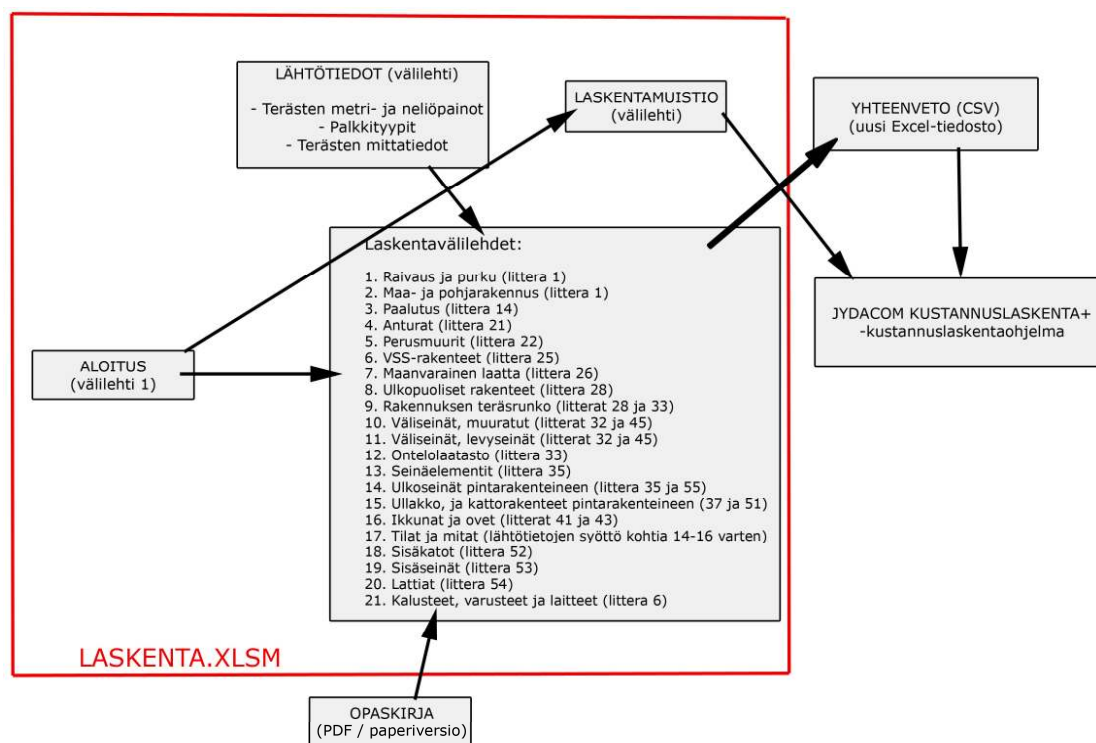 LÄHTÖTIEDOT (välilehti)
- Terästen metri- ja neliöpainot
- Palkkityypit
- Terästen mittatiedot
LASKENTAMUISTIO
(välilehti)
YHTEENVETO (CSV)
(uusi Excel-tiedosto)
Laskentavälilehdet:
1. Raivaus ja purku (littera 1)
2. Maa- ja pohjarakennus (littera 1)
3. Paalutus (littera 14)
4. Anturat (littera 21)
5. Perusmuurit (littera 22)
6. VSS-rakenteet (littera 25)
7. Maanvarainen laatta (littera 26)
8. Ulkopuoliset rakenteet (littera 28)
9. Rakennuksen teräsrunko (litterat 28 ja 33)
10. Väliseinät, muuratut (litterat 32 ja 45)
11. Väliseinät, levyseinät (litterat 32 ja 45)
12. Ontelolaatasto (littera 33)
13. Seinäelementit (littera 35)
14. Ulkoseinät pintarakenteineen (littera 35 ja 55)
15. Ullakko, ja kattorakenteet pintarakenteineen (37 ja 51)
16. Ikkunat ja ovet (litterat 41 ja 43)
17. Tilat ja mitat (lähtötietojen syöttö kohtia 14-16 varten)
18. Sisäkatot (littera 52)
19. Sisäseinät (littera 53)
20. Lattiat (littera 54)
21. Kalusteet, varusteet ja laitteet (littera 6)
JYDACOM KUSTANNUSLASKENTA+
-kustannuslaskentaohjelma
ALOITUS
(välilehti 1)
LASKENTA.XLSM
OPASKIRJA
(PDF / paperiversio)